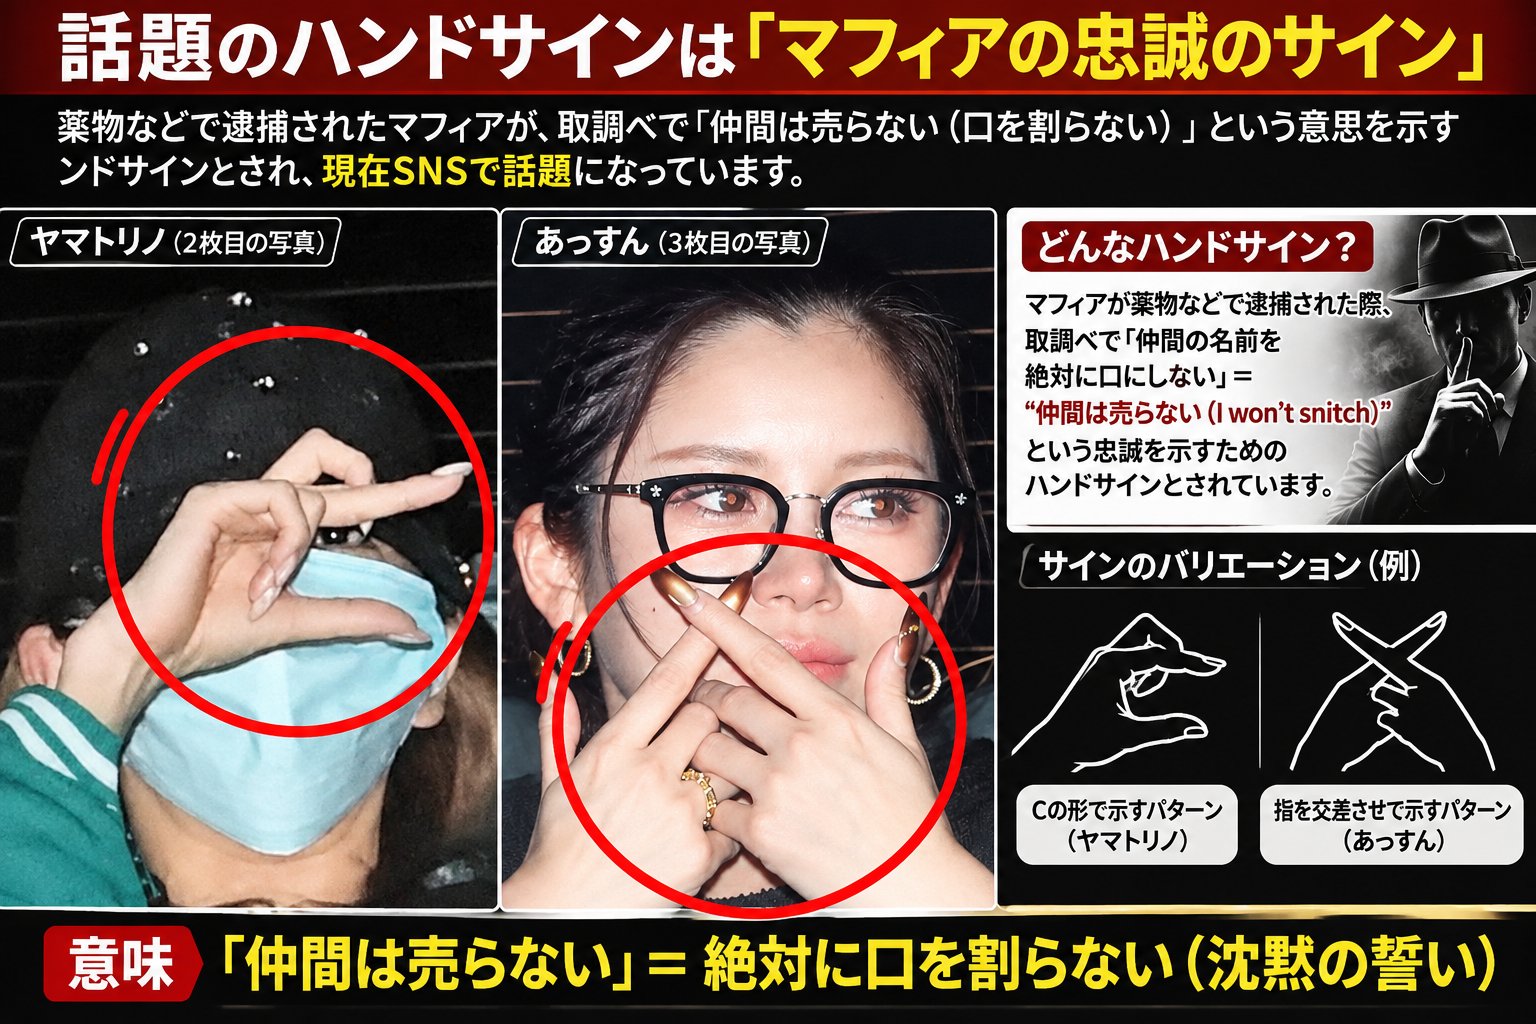 話題のハンドサインは「マフィアの忠誠のサイン」
薬物などで逮捕されたマフィアが、取調べで「仲間は売らない（口を割らない）」という意思を示す
ンドサインとされ、現在SNSで話題になっています。
ヤマトリノ（2枚目の写真）
あっすん（3枚目の写真）
どんなハンドサイン？
マフィアが薬物などで逮捕された際、
取調べで「仲間の名前を
絶対に口にしない」＝
“仲間は売らない（I won't snitch）”
という忠誠を示すための
ハンドサインとされています。
サインのバリエーション（例）
Cの形で示すパターン
（ヤマトリノ）
指を交差させて示すパターン
（あっすん）
意味
「仲間は売らない」＝絶対に口を割らない（沈黙の誓い）